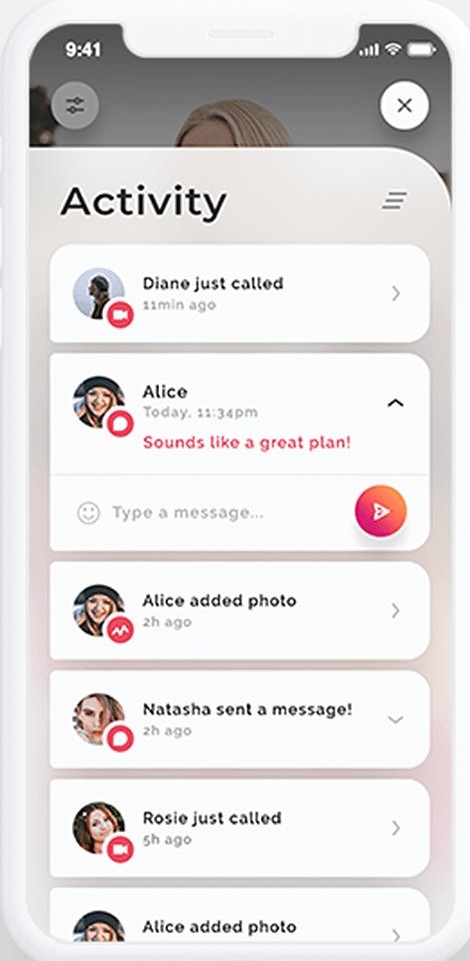 9:41
Activity
Diane just called
11min ago
Alice
Today, 11:34pm
Sounds like a great plan!
Type a message...
Alice added photo
2h ago
Natasha sent a message!
2h ago
Rosie just called
5h ago
Alice added photo